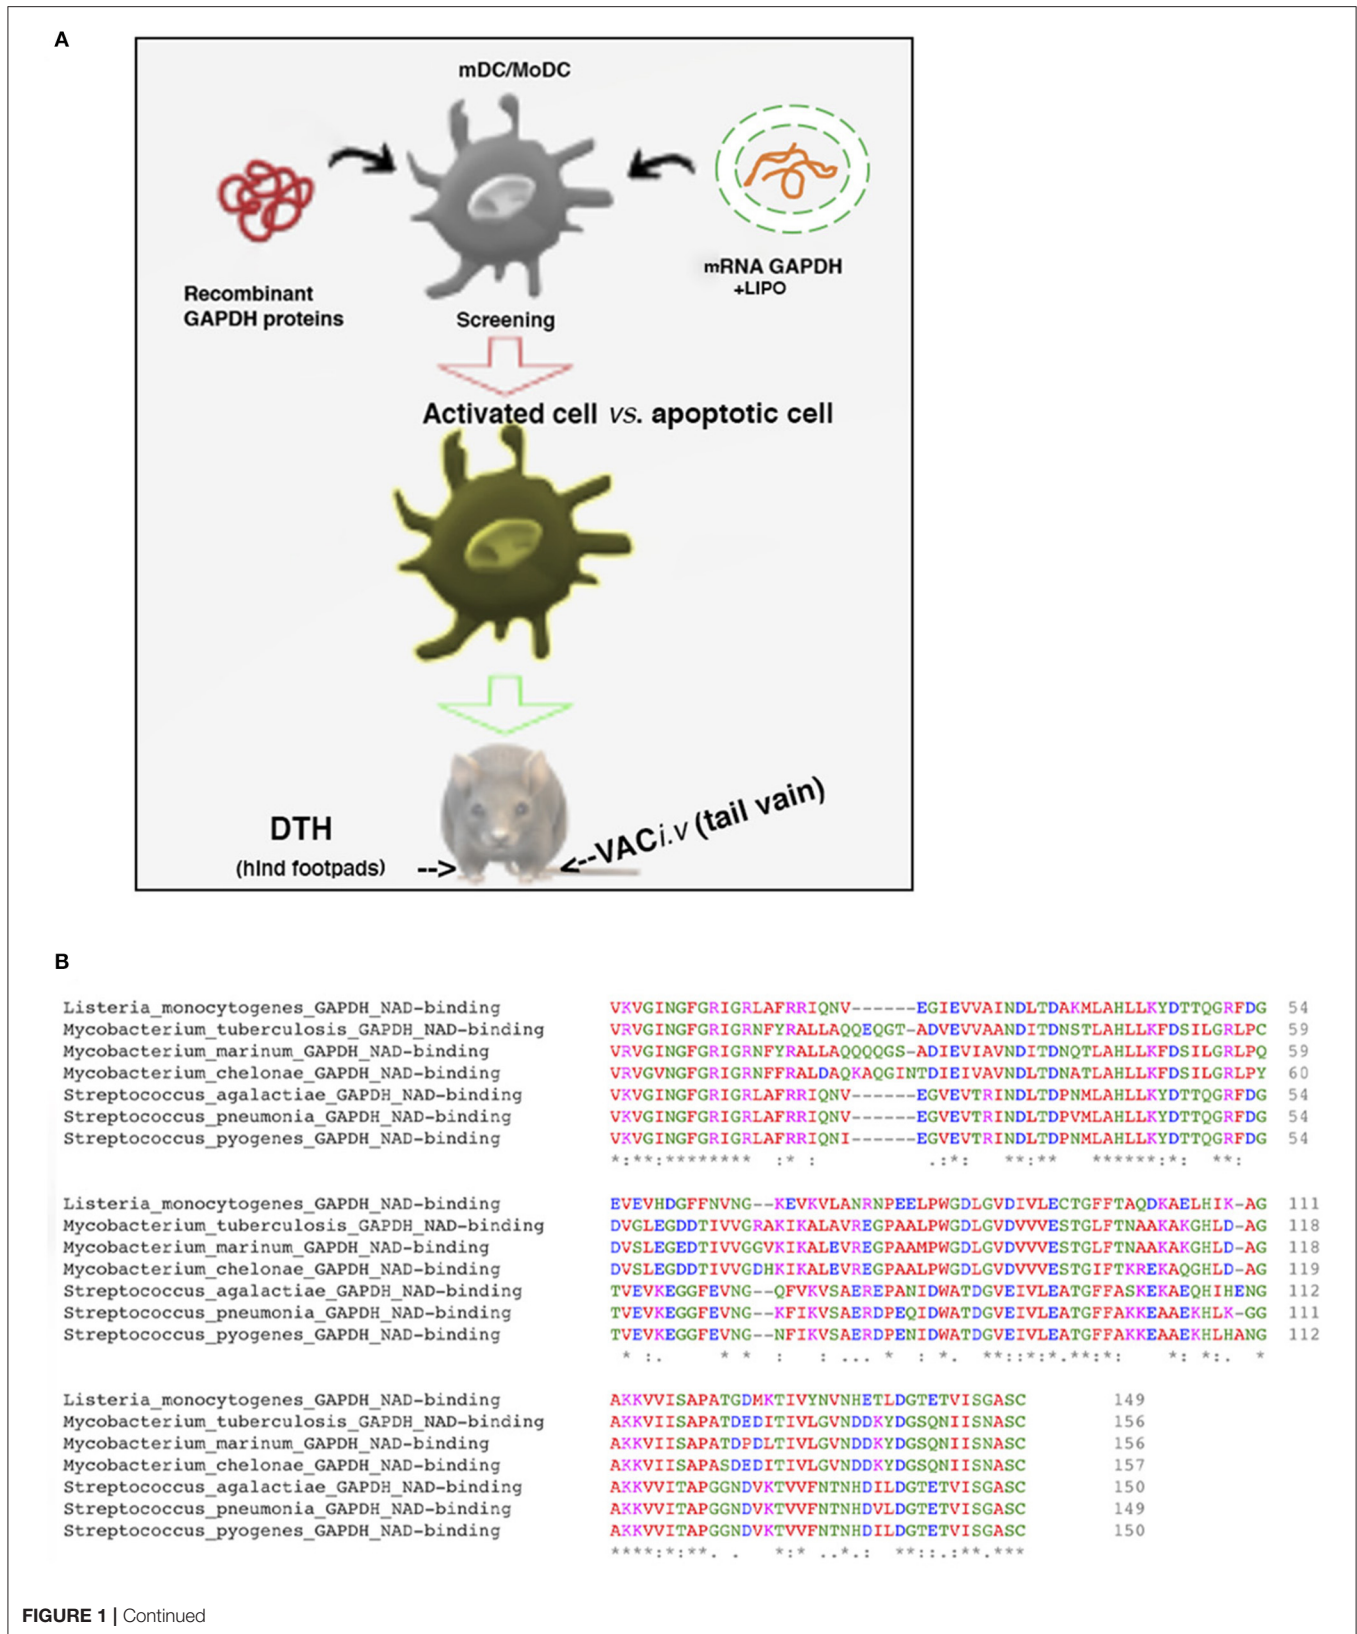 A
mDC/MoDC
Recombinant
GAPDH proteins
mRNA GAPDH
+LIPO
Screening
Activated cell vs. apoptotic cell
DTH
(hind footpads)
-->
<--VACi.v (tail vain)
B
Listeria_monocytogenes_GAPDH_NAD-binding VKVGINGFGRIGRLAFRRIQNV------EGIEVVAINDLTDAKMLAHLLKYDTTQGRFDG 54
Mycobacterium_tuberculosis_GAPDH_NAD-binding VRVGINGFGRIGRNFYRALLAQQEQGT-ADVEVVAANDITDNSTLAHLLKFDSILGRLPC 59
Mycobacterium_marinum_GAPDH_NAD-binding VRVGINGFGRIGRNFYRALLAQQQQGS-ADIEVIAVNDITDNQTLAHLLKFDSILGRLPQ 59
Mycobacterium_chelonae_GAPDH_NAD-binding VRVGVNGFGRIGRNFFRALDAQKAQGINTDIEIVAVNDITDNATLAHLLKFDSILGRLPY 60
Streptococcus_agalactiae_GAPDH_NAD-binding VKVGINGFGRIGRLAFRRIQNV------EGVEVTRINDLTDPNMLAHLLKYDTTQGRFDG 54
Streptococcus_pneumonia_GAPDH_NAD-binding VKVGINGFGRIGRLAFRRIQNV------EGVEVTRINDLTDPVMLAHLLKYDTTQGRFDG 54
Streptococcus_pyogenes_GAPDH_NAD-binding VKVGINGFGRIGRLAFRRIQNI------EGVEVTRINDLTDPNMLAHLLKYDTTQGRFDG 54
*:**:******** :* : .:*: **:** ******:*: **:
Listeria_monocytogenes_GAPDH_NAD-binding EVEVHDGFFNVNG--KEVKVLANRNPEELPWGDLGVDIVLECTGFFTAQDKAELHIK-AG 111
Mycobacterium_tuberculosis_GAPDH_NAD-binding DVGLEGDDTIVVGRAKIKALAVREGPAALPWGDLGVDVVVESTGLFTNAAKAKGHLD-AG 118
Mycobacterium_marinum_GAPDH_NAD-binding DVSLEGEDTIVVGGVKIKALEVREGPAAMPWGDLGVDVVVESTGLFTNAAKAKGHLD-AG 118
Mycobacterium_chelonae_GAPDH_NAD-binding DVSLEGDDTIVVGDHKIKALAVREGPAALPWGDLGVDVVVESTGIFTKREKAQGHLD-AG 119
Streptococcus_agalactiae_GAPDH_NAD-binding TVEVKEGGFEVNG--QFVKVSAEREPANIDWATDGVEIVLEATGFFASKEKAEQHIHENG 112
Streptococcus_pneumonia_GAPDH_NAD-binding TVEVKEGGFEVNG--KFIKVSAERDPEQIDWATDGVEIVLEATGFFAKKEAAEKHLK-GG 111
Streptococcus_pyogenes_GAPDH_NAD-binding TVEVKEGGFEVNG--NFIKVSAERDPENIDWATDGVEIVLEATGFFAKKEAAEKHLHANG 112
* :. * * : : ... * : *. **::*:*.**:*: *: *:. *
Listeria_monocytogenes_GAPDH_NAD-binding AKKVVISAPATGDMKTIVYNVNHETLDGTETVISGASC 149
Mycobacterium_tuberculosis_GAPDH_NAD-binding AKKVIISAPATDEDITIVLGVNDDKYDGSQNIISNASC 156
Mycobacterium_marinum_GAPDH_NAD-binding AKKVIISAPATDPDLTIVLGVNDDKYDGSQNIISNASC 156
Mycobacterium_chelonae_GAPDH_NAD-binding AKKVIISAPASDEDITIVLGVNDDKYDGSQNIISNASC 157
Streptococcus_agalactiae_GAPDH_NAD-binding AKKVVITAPGGNDVKTVVFNTNHDILDGTETVISGASC 150
Streptococcus_pneumonia_GAPDH_NAD-binding AKKVVITAPGGNDVKTVVFNTNHDVLDGTETVISGASC 149
Streptococcus_pyogenes_GAPDH_NAD-binding AKKVVITAPGGNDVKTVVFNTNHDILDGTETVISGASC 150
****:*:**. . *:* ..*.: **::.:**.***
FIGURE 1 | Continued